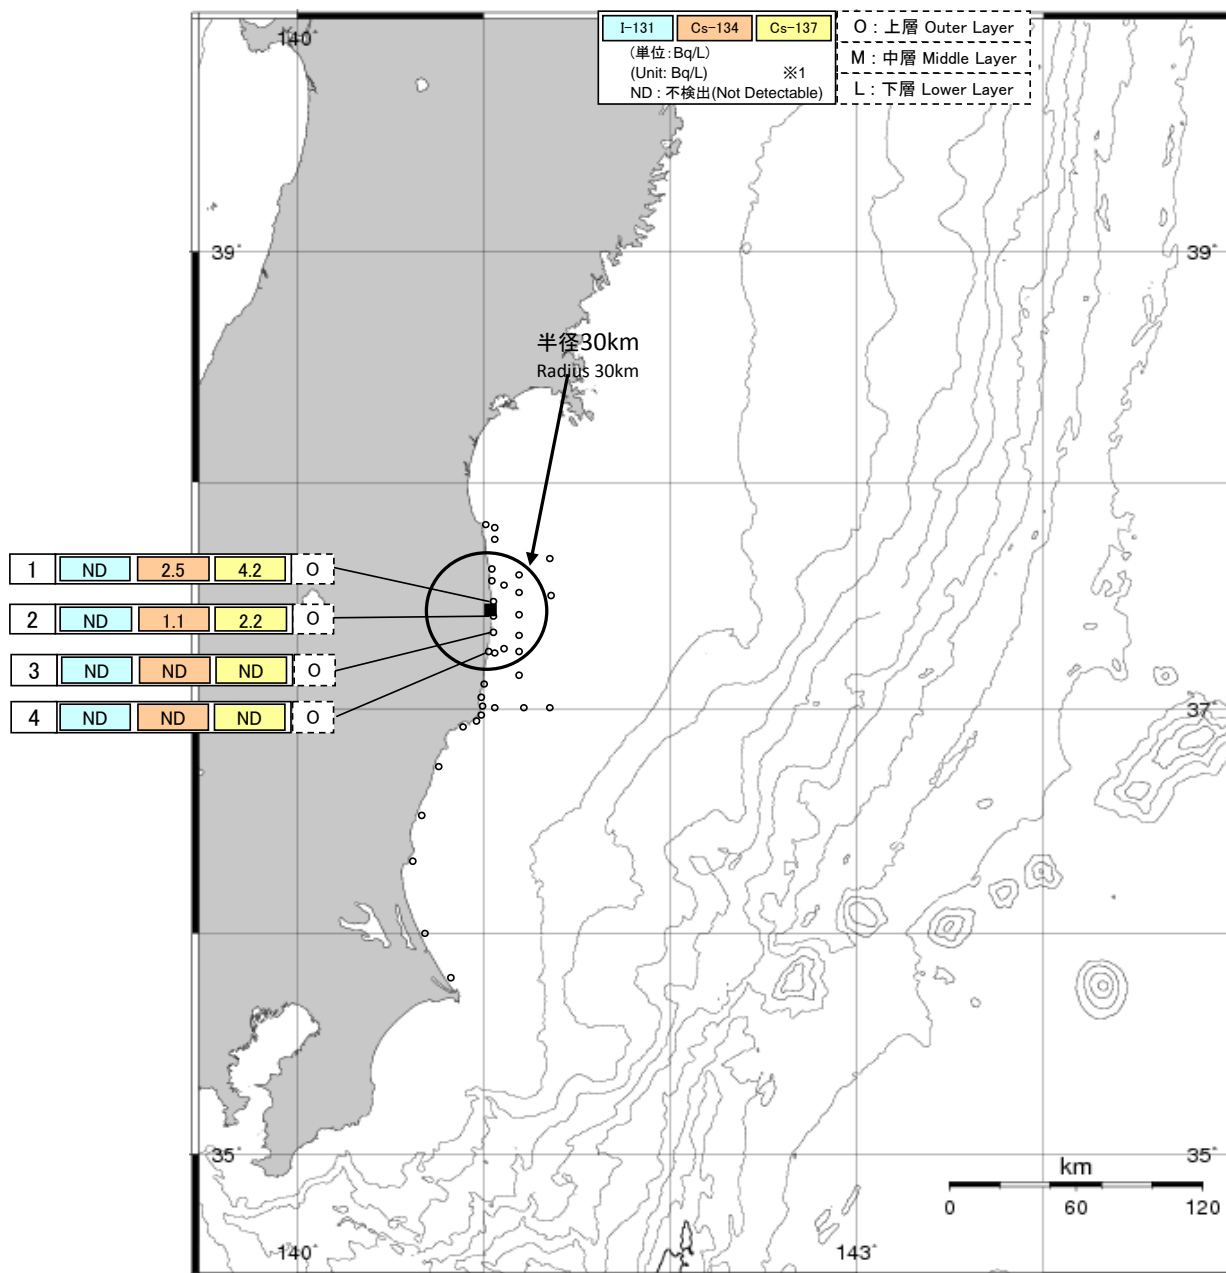 140°
I-131 Cs-134 Cs-137
(単位:Bq/L)
(Unit: Bq/L) ※1
ND : 不検出(Not Detectable)
O : 上層 Outer Layer
M : 中層 Middle Layer
L : 下層 Lower Layer
39° 39°
半径30km
Radius 30km
1 ND 2.5 4.2 O
2 ND 1.1 2.2 O
3 ND ND ND O
4 ND ND ND O
37°
35° 35°
km
0 60 120
140° 143°